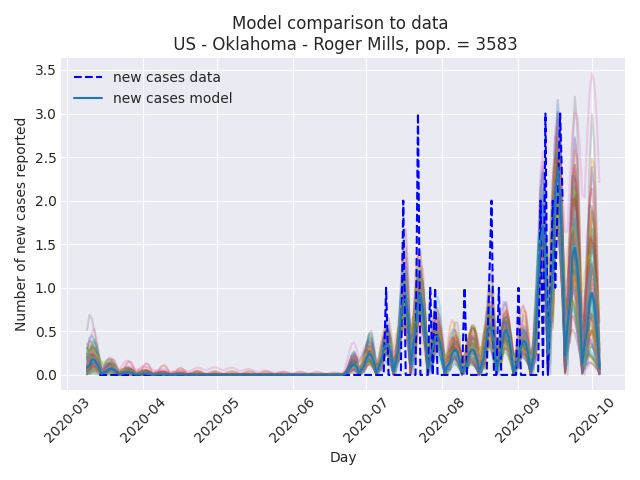 Model comparison to data
US - Oklahoma - Roger Mills, pop. = 3583
new cases data
new cases model
Number of new cases reported
3.5
3.0
2.5
2.0
1.5
1.0
0.5
0.0
2020-03
2020-04
2020-05
2020-06
2020-07
2020-08
2020-09
2020-10
Day